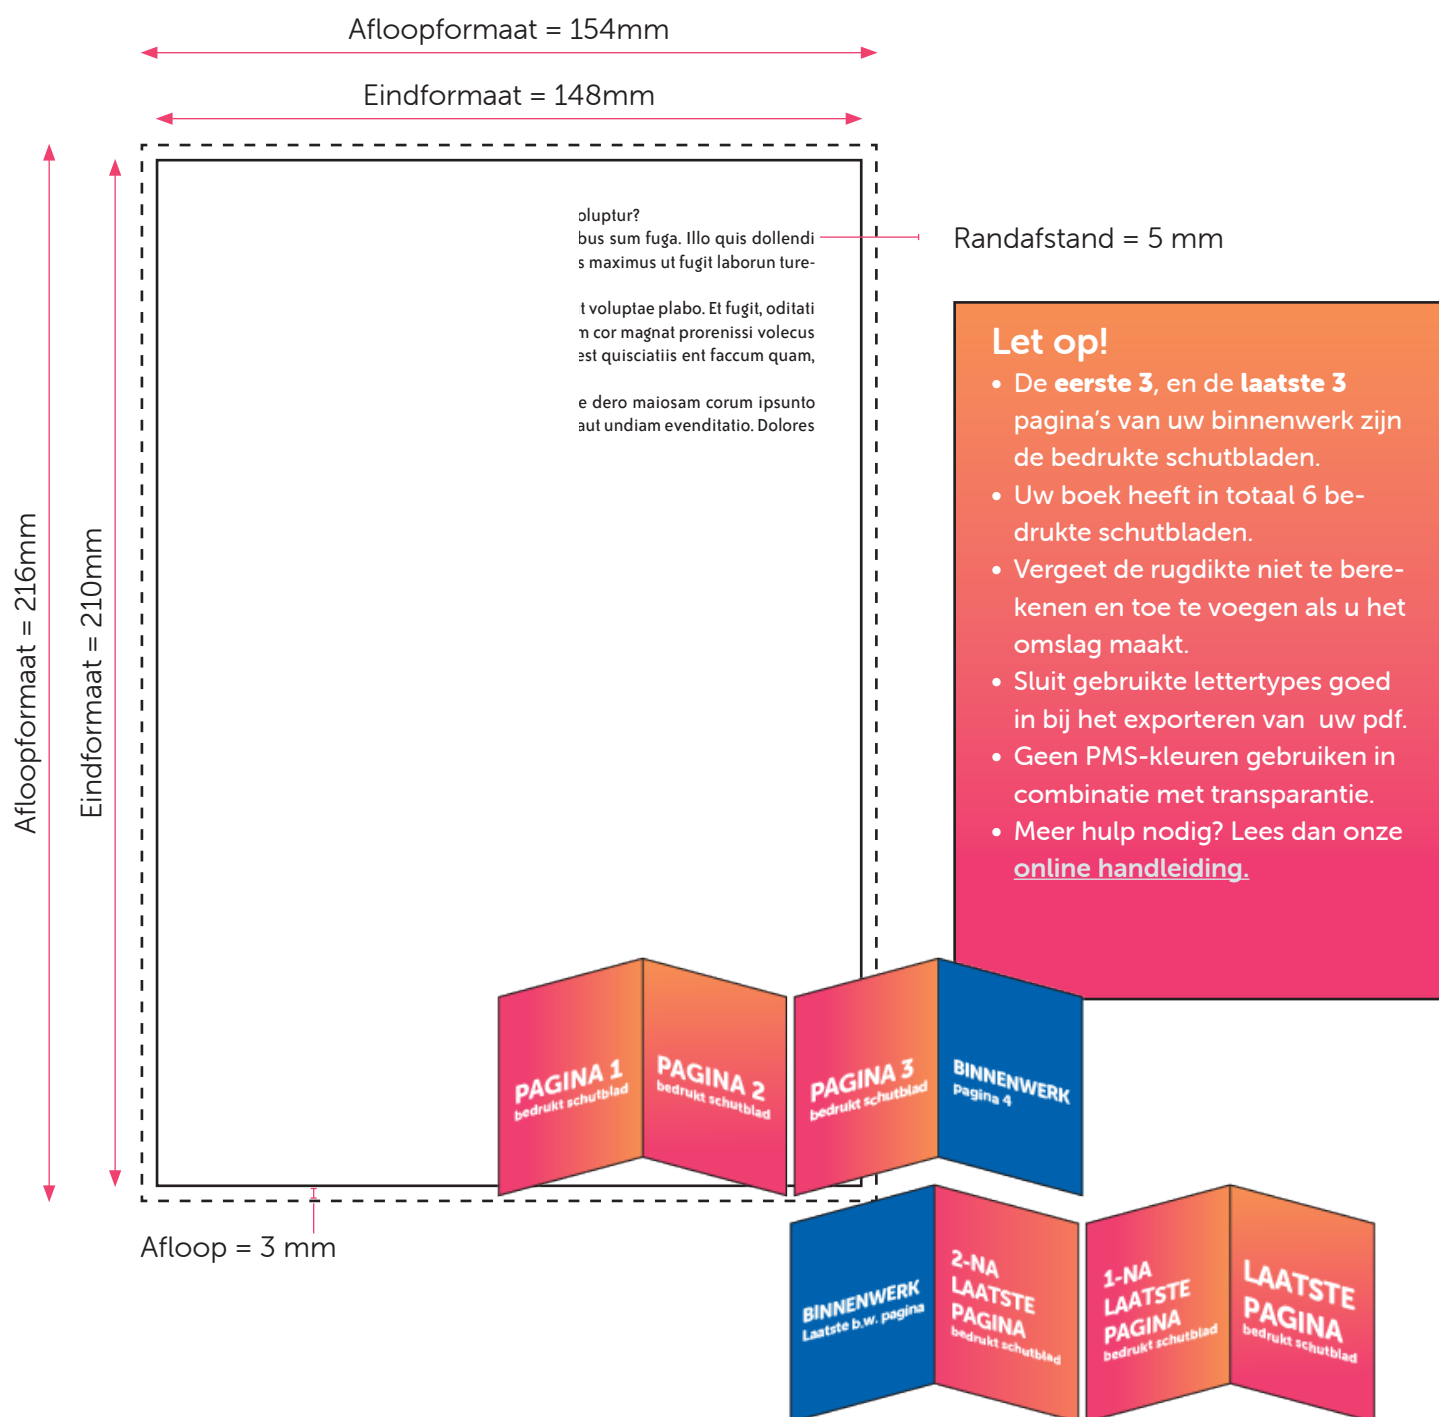 Afloopformaat = 154mm
Eindformaat = 148mm
Afloopformaat = 216mm
Eindformaat = 210mm
oluptur?
bus sum fuga. Illo quis dollendi
s maximus ut fugit laborun ture-
t voluptae plabo. Et fugit, oditati
m cor magnat prorenissi volecus
est quisciatiis ent faccum quam,
e dero maiosam corum ipsunto
aut undiam evenditatio. Dolores
Randafstand = 5 mm
Let op!
• De eerste 3, en de laatste 3
pagina's van uw binnenwerk zijn
de bedrukte schutbladen.
• Uw boek heeft in totaal 6 be-
drukte schutbladen.
• Vergeet de rugdikte niet te bere-
kenen en toe te voegen als u het
omslag maakt.
• Sluit gebruikte lettertypes goed
in bij het exporteren van uw pdf.
• Geen PMS-kleuren gebruiken in
combinatie met transparantie.
• Meer hulp nodig? Lees dan onze
online handleiding.
PAGINA 1
bedrukt schutblad
PAGINA 2
bedrukt schutblad
PAGINA 3
bedrukt schutblad
BINNENWERK
pagina 4
Afloop = 3 mm
BINNENWERK
Laatste b.w. pagina
2-NA
LAATSTE
PAGINA
bedrukt schutblad
1-NA
LAATSTE
PAGINA
bedrukt schutblad
LAATSTE
PAGINA
bedrukt schutblad